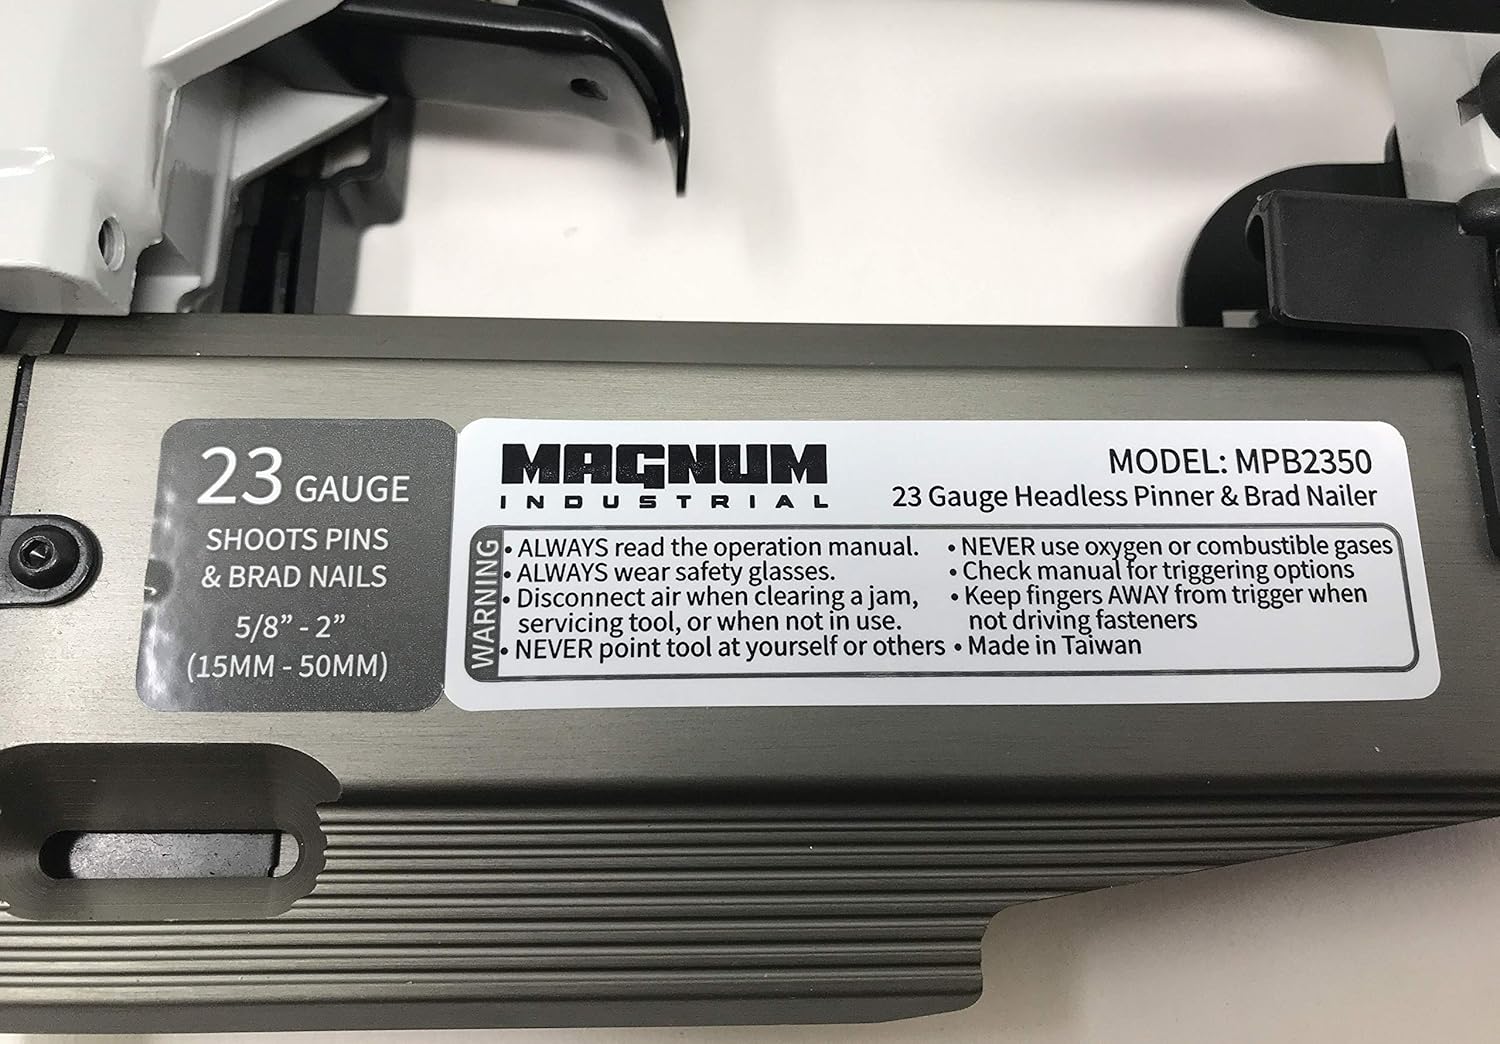 23 GAUGE
SHOOTS PINS
& BRAD NAILS
5/8" - 2"
(15MM - 50MM)
MAGNUM
INDUSTRIAL
MODEL: MPB2350
23 Gauge Headless Pinner & Brad Nailer
WARNING
• ALWAYS read the operation manual.
• ALWAYS wear safety glasses.
• Disconnect air when clearing a jam,
servicing tool, or when not in use.
• NEVER point tool at yourself or others
• NEVER use oxygen or combustible gases
• Check manual for triggering options
• Keep fingers AWAY from trigger when
not driving fasteners
• Made in Taiwan